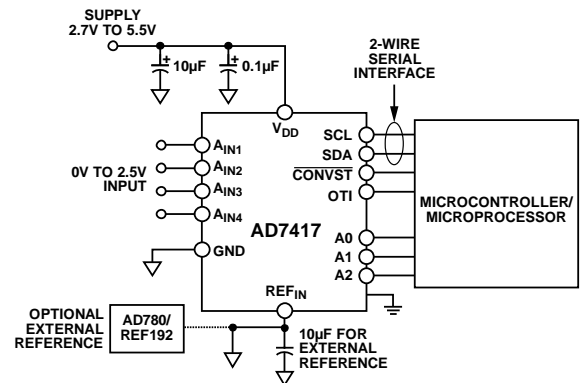 SUPPLY
2.7V TO 5.5V
10µF
0.1µF
2-WIRE
SERIAL
INTERFACE
VDD
AIN1
AIN2
AIN3
AIN4
0V TO 2.5V
INPUT
GND
AD7417
SCL
SDA
CONVST
OTI
A0
A1
A2
MICROCONTROLLER/
MICROPROCESSOR
REFIN
OPTIONAL
EXTERNAL
REFERENCE
AD780/
REF192
10µF FOR
EXTERNAL
REFERENCE